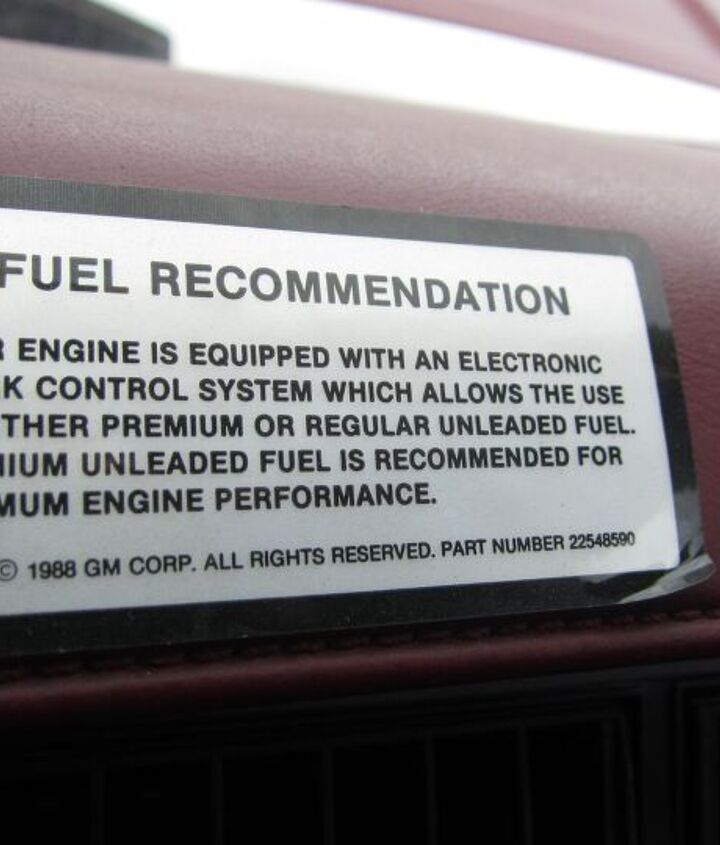 FUEL RECOMMENDATION
R ENGINE IS EQUIPPED WITH AN ELECTRONIC
K CONTROL SYSTEM WHICH ALLOWS THE USE
THER PREMIUM OR REGULAR UNLEADED FUEL.
IUM UNLEADED FUEL IS RECOMMENDED FOR
MUM ENGINE PERFORMANCE.
© 1988 GM CORP. ALL RIGHTS RESERVED. PART NUMBER 22548590